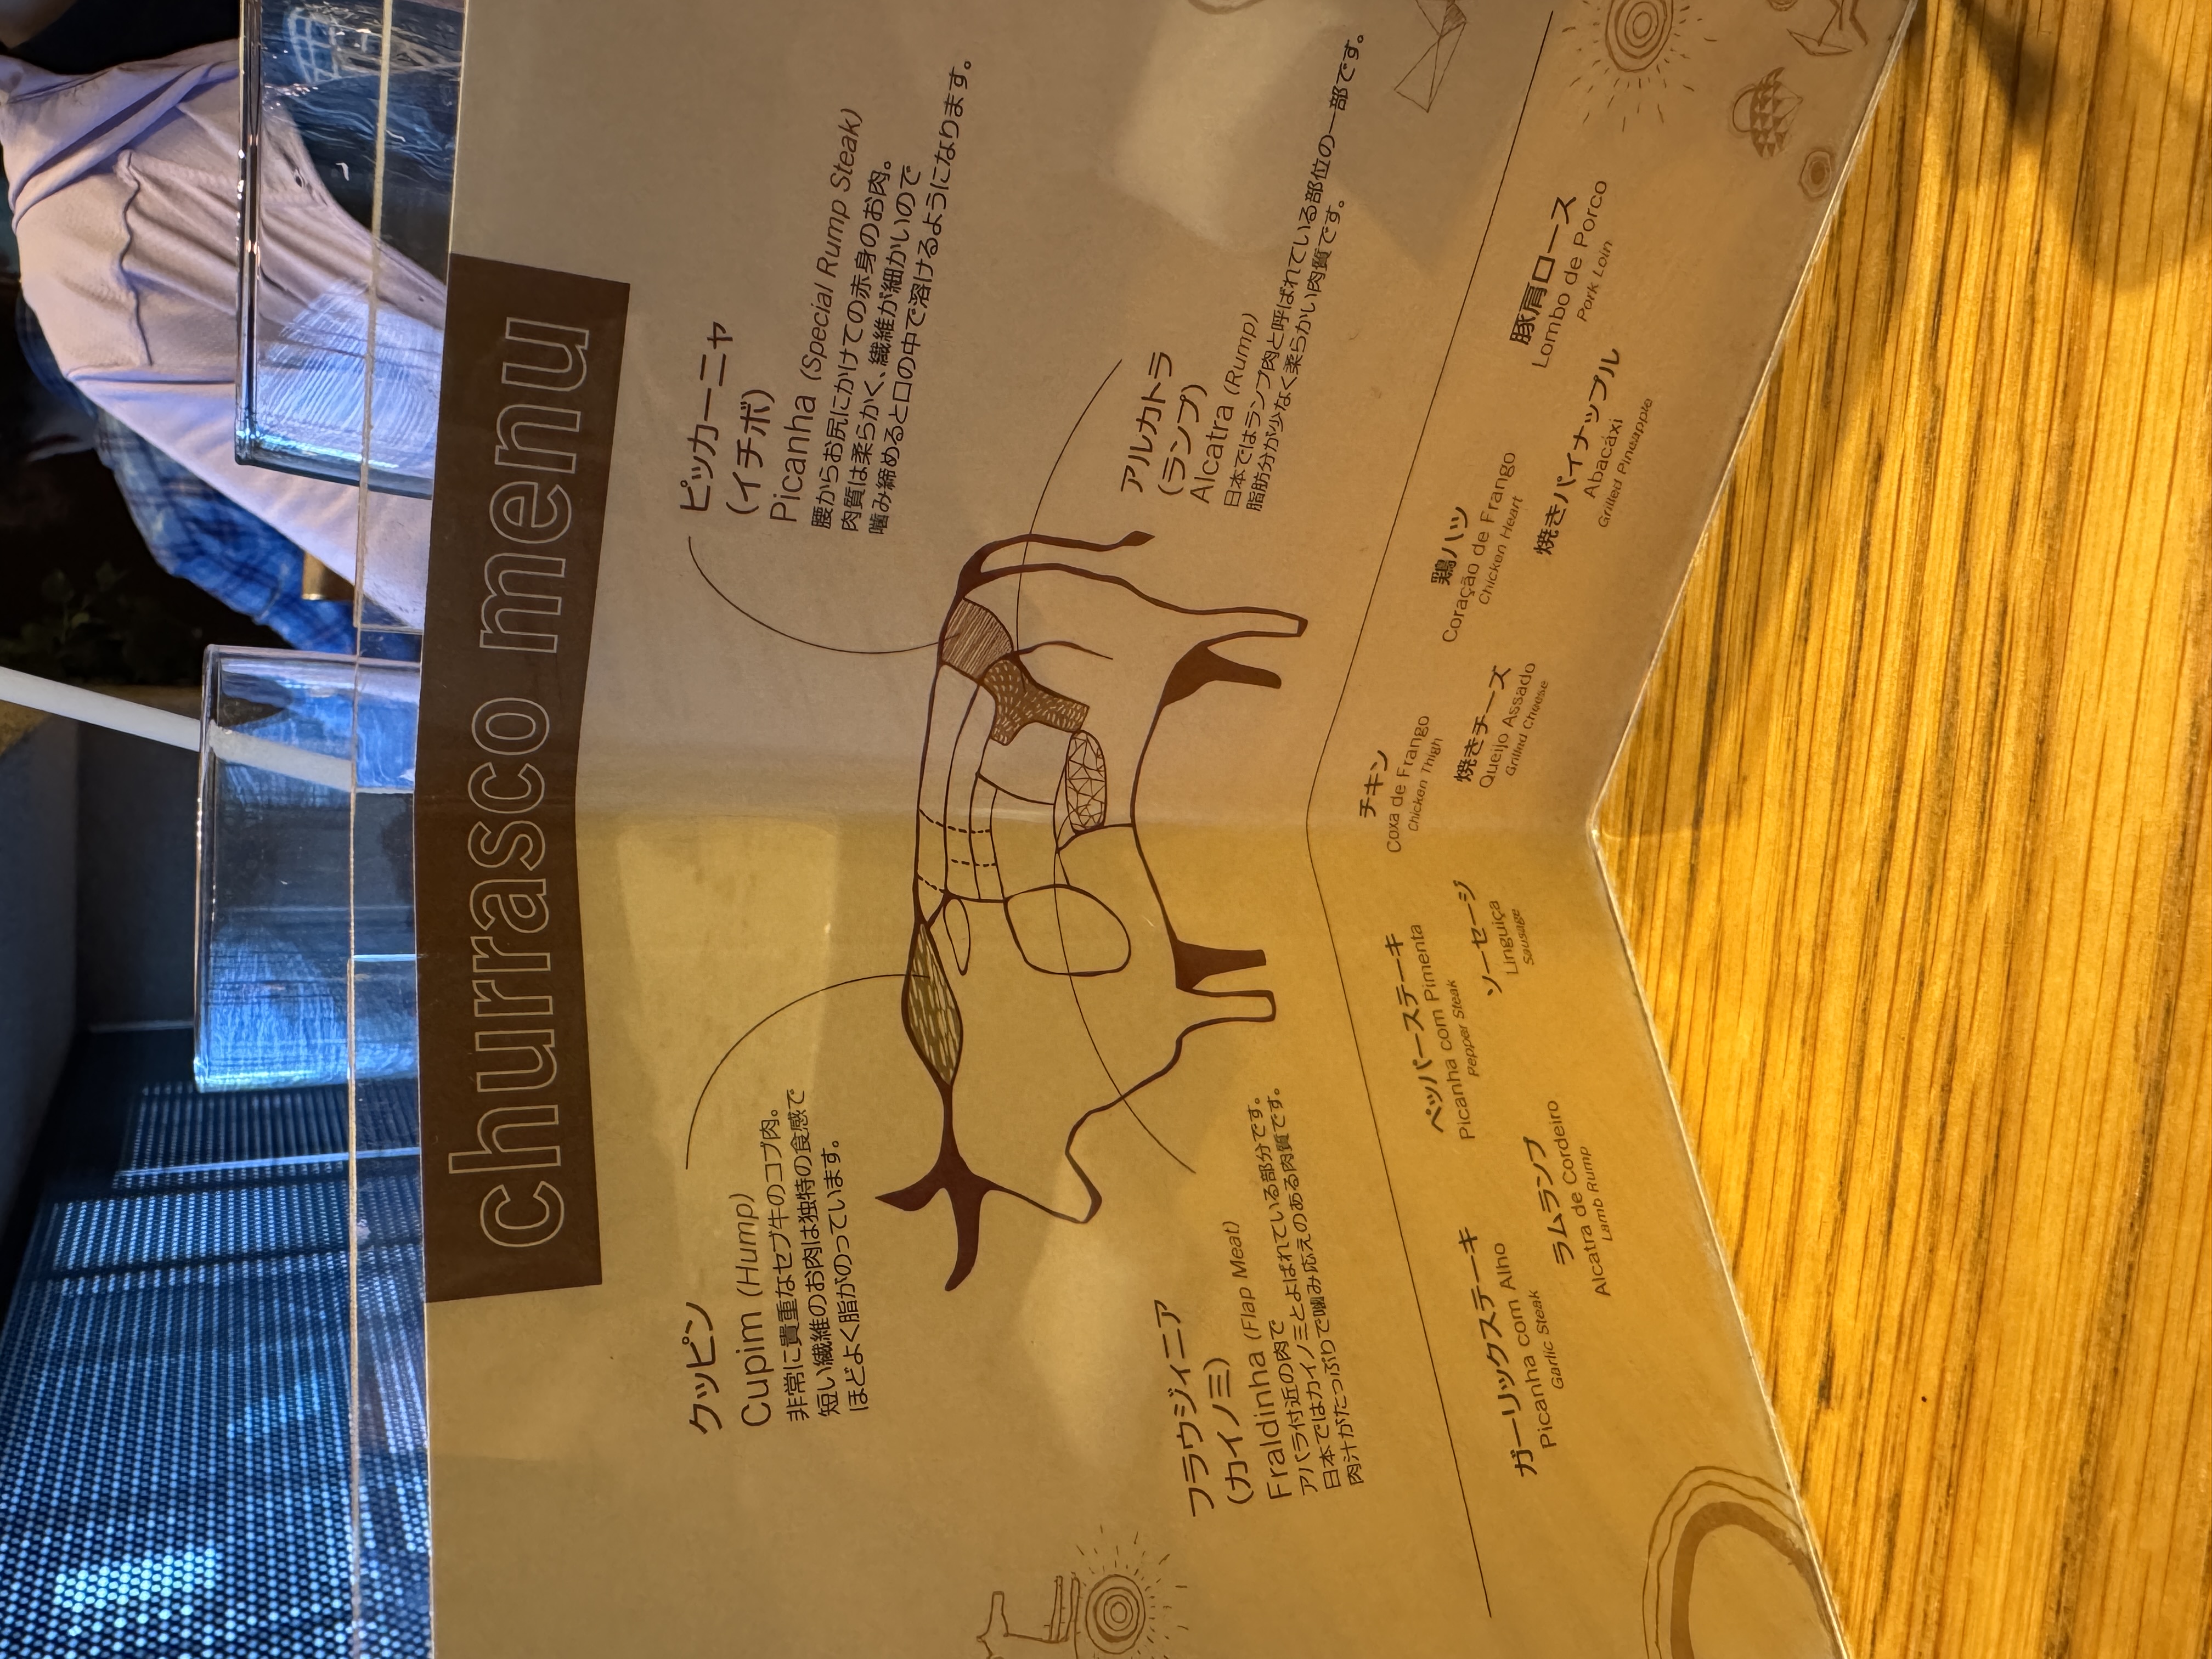 churrasco menu
クッピン
Cupim (Hump)
非常に貴重なセブ牛のコブ肉。
短い繊維のお肉は独特の食感で
ほどよく脂がのっています。
ピッカーニャ
(イチボ)
Picanha (Special Rump Steak)
腰からお尻にかけての赤身のお肉。
肉質は柔らかく、繊維が細かいので
噛み締めると口の中で溶けるようになります。
フラウジィニア
(カイノミ)
Fraldinha (Flap Meat)
アバラ付近の肉で
日本ではカイノミとよばれている部分です。
肉汁がたっぷりで噛み応えのある肉質です。
アルカトラ
(ランプ)
Alcatra (Rump)
日本ではランプ肉と呼ばれている部位の一部です。
脂肪分が少なく柔らかい肉質です。
ガーリックステーキ
Picanha com Alho
Garlic Steak
ペッパーステーキ
Picanha com Pimenta
Pepper Steak
ラムランプ
Alcatra de Cordeiro
Lamb Rump
ソーセージ
Linguiça
Sausage
チキン
Coxa de Frango
Chicken Thigh
焼きチーズ
Queijo Assado
Grilled Cheese
鶏ハツ
Coração de Frango
Chicken Heart
焼きパイナップル
Abacáxi
Grilled Pineapple
豚肩ロース
Lombo de Porco
Pork Loin